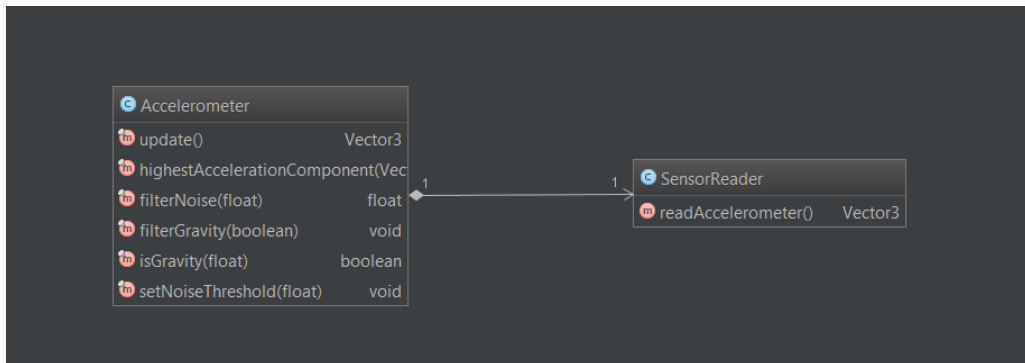 Accelerometer
update() Vector3
highestAccelerationComponent(Vec
filterNoise(float) float
filterGravity(boolean) void
isGravity(float) boolean
setNoiseThreshold(float) void
1
1
SensorReader
readAccelerometer() Vector3